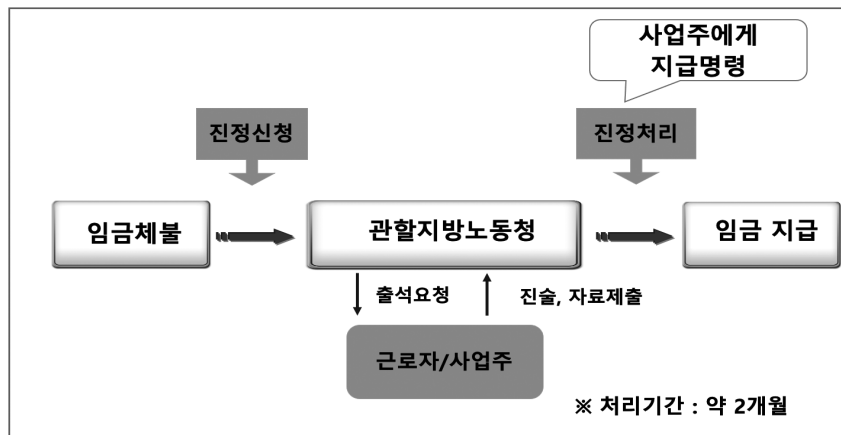 사업주에게
지급명령
진정신청
진정처리
임금체불
관할지방노동청
임금 지급
출석요청
진술, 자료제출
근로자/사업주
※ 처리기간 : 약 2개월